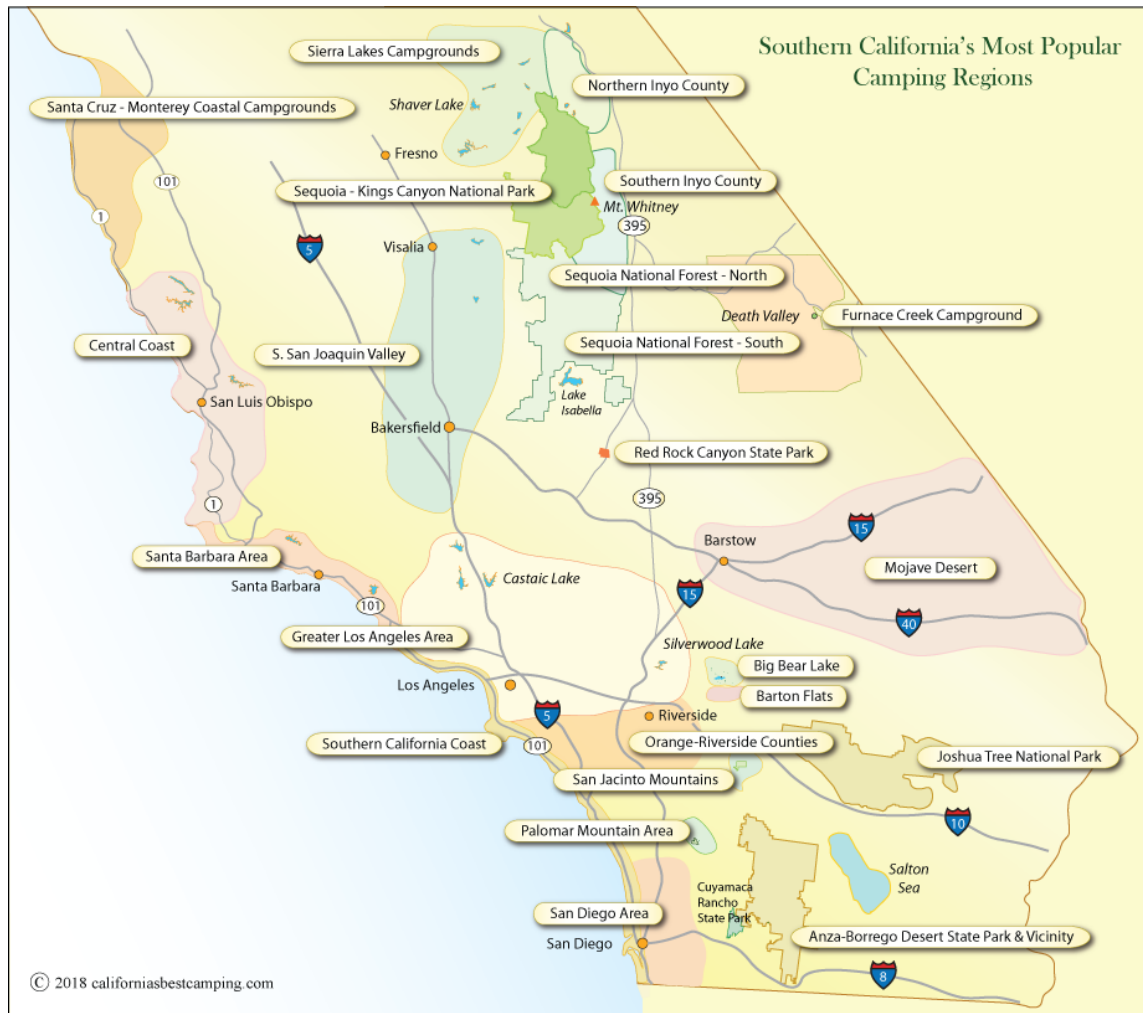 Southern California's Most Popular
Camping Regions
Sierra Lakes Campgrounds
Northern Inyo County
Shaver Lake
Santa Cruz - Monterey Coastal Campgrounds
Fresno
101
Southern Inyo County
Sequoia - Kings Canyon National Park
Mt. Whitney
1
395
5
Visalia
Sequoia National Forest - North
Death Valley
Furnace Creek Campground
Central Coast
Sequoia National Forest - South
S. San Joaquin Valley
Lake
Isabella
San Luis Obispo
Bakersfield
Red Rock Canyon State Park
395
1
15
Barstow
Santa Barbara Area
Mojave Desert
Castaic Lake
Santa Barbara
15
101
40
Greater Los Angeles Area
Silverwood Lake
Big Bear Lake
Los Angeles
Barton Flats
5
Riverside
Southern California Coast
101
Orange-Riverside Counties
Joshua Tree National Park
San Jacinto Mountains
10
Palomar Mountain Area
Salton
Sea
Cuyamaca
Rancho
State Park
San Diego Area
San Diego
Anza-Borrego Desert State Park & Vicinity
8
© 2018 californiasbestcamping.com